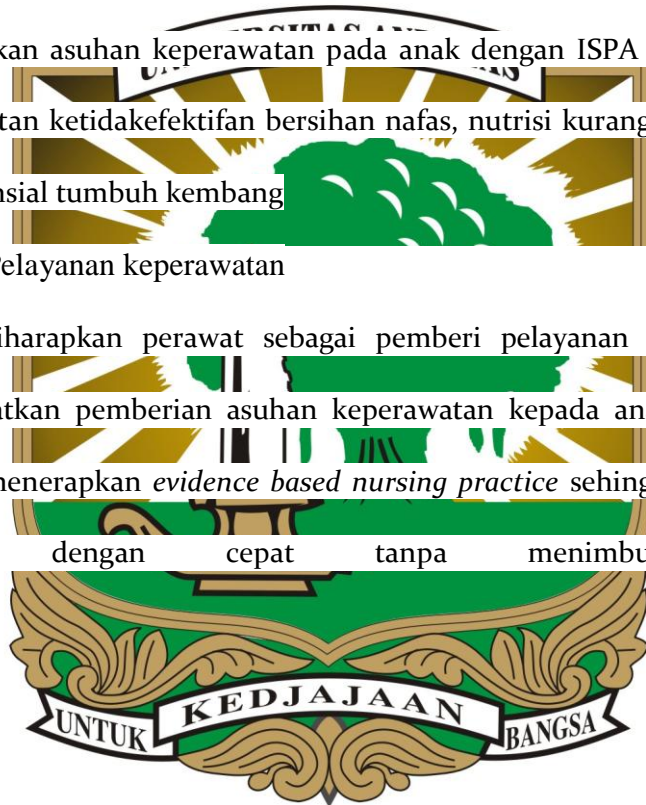 kan asuhan keperawatan pada anak dengan ISPA
tan ketidakefektifan bersihan nafas, nutrisi kurang
nsial tumbuh kembang
Pelayanan keperawatan
iharapkan perawat sebagai pemberi pelayanan
atkan pemberian asuhan keperawatan kepada an
menerapkan evidence based nursing practice sehing
dengan cepat tanpa menimbu
UNTUK KEDJAJAAN BANGSA